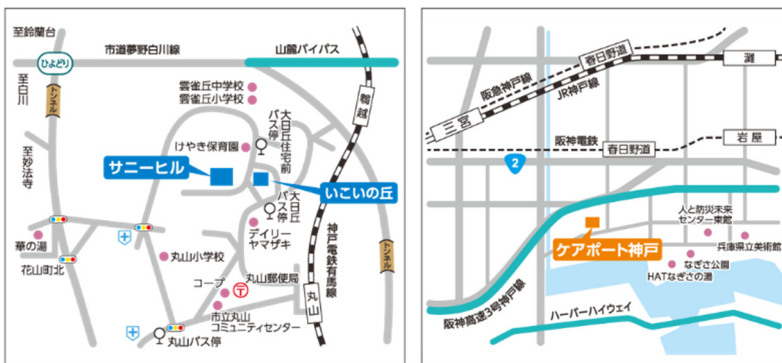 至鈴蘭台
市道夢野白川線
山麓バイパス
ひよどり
至白川
トンネル
至妙法寺
雲雀丘中学校
雲雀丘小学校
大日丘住宅前
バス停
けやき保育園
サニーヒル
いこいの丘
大日丘
バス停
デイリー
ヤマザキ
鵯越
神戸電鉄有馬線
トンネル
華の湯
花山町北
丸山小学校
丸山郵便局
コープ
市立丸山
コミュニティセンター
丸山バス停
丸山
春日野道
灘
阪急神戸線
JR神戸線
三宮
阪神電鉄
春日野道
岩屋
2
人と防災未来
センター東館
兵庫県立美術館
ケアポート神戸
なぎさ公園
HATなぎさの湯
阪神高速3号神戸線
ハーバーハイウェイ